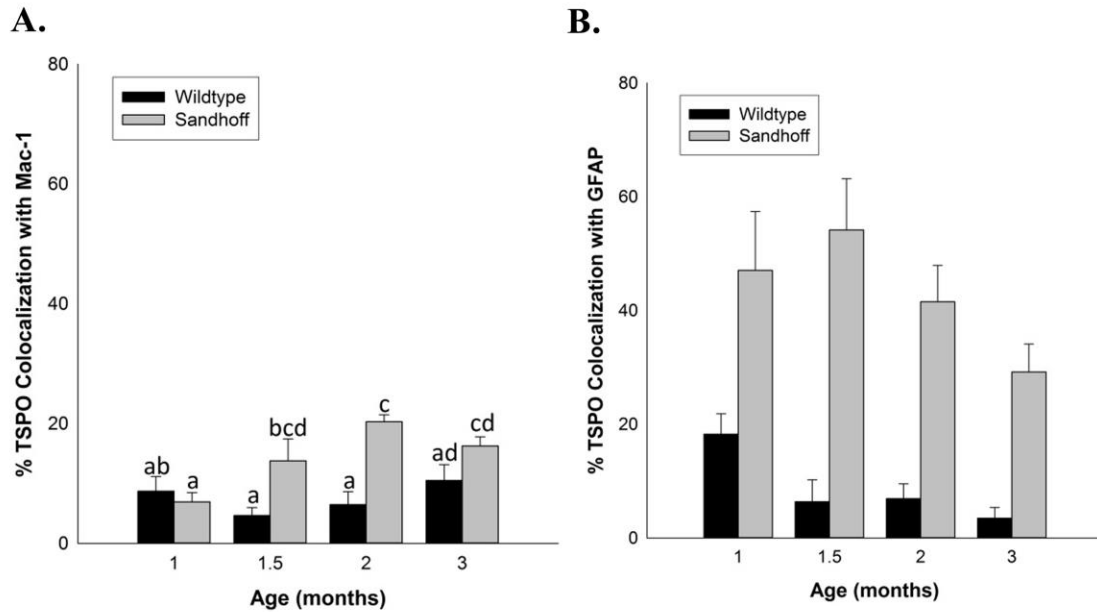 A.
% TSPO Colocalization with Mac-1
80
60
40
20
0
Wildtype
Sandhoff
ab
a
a
bcd
a
c
ad
cd
1
1.5
2
3
Age (months)
B.
% TSPO Colocalization with GFAP
80
60
40
20
0
Wildtype
Sandhoff
1
1.5
2
3
Age (months)